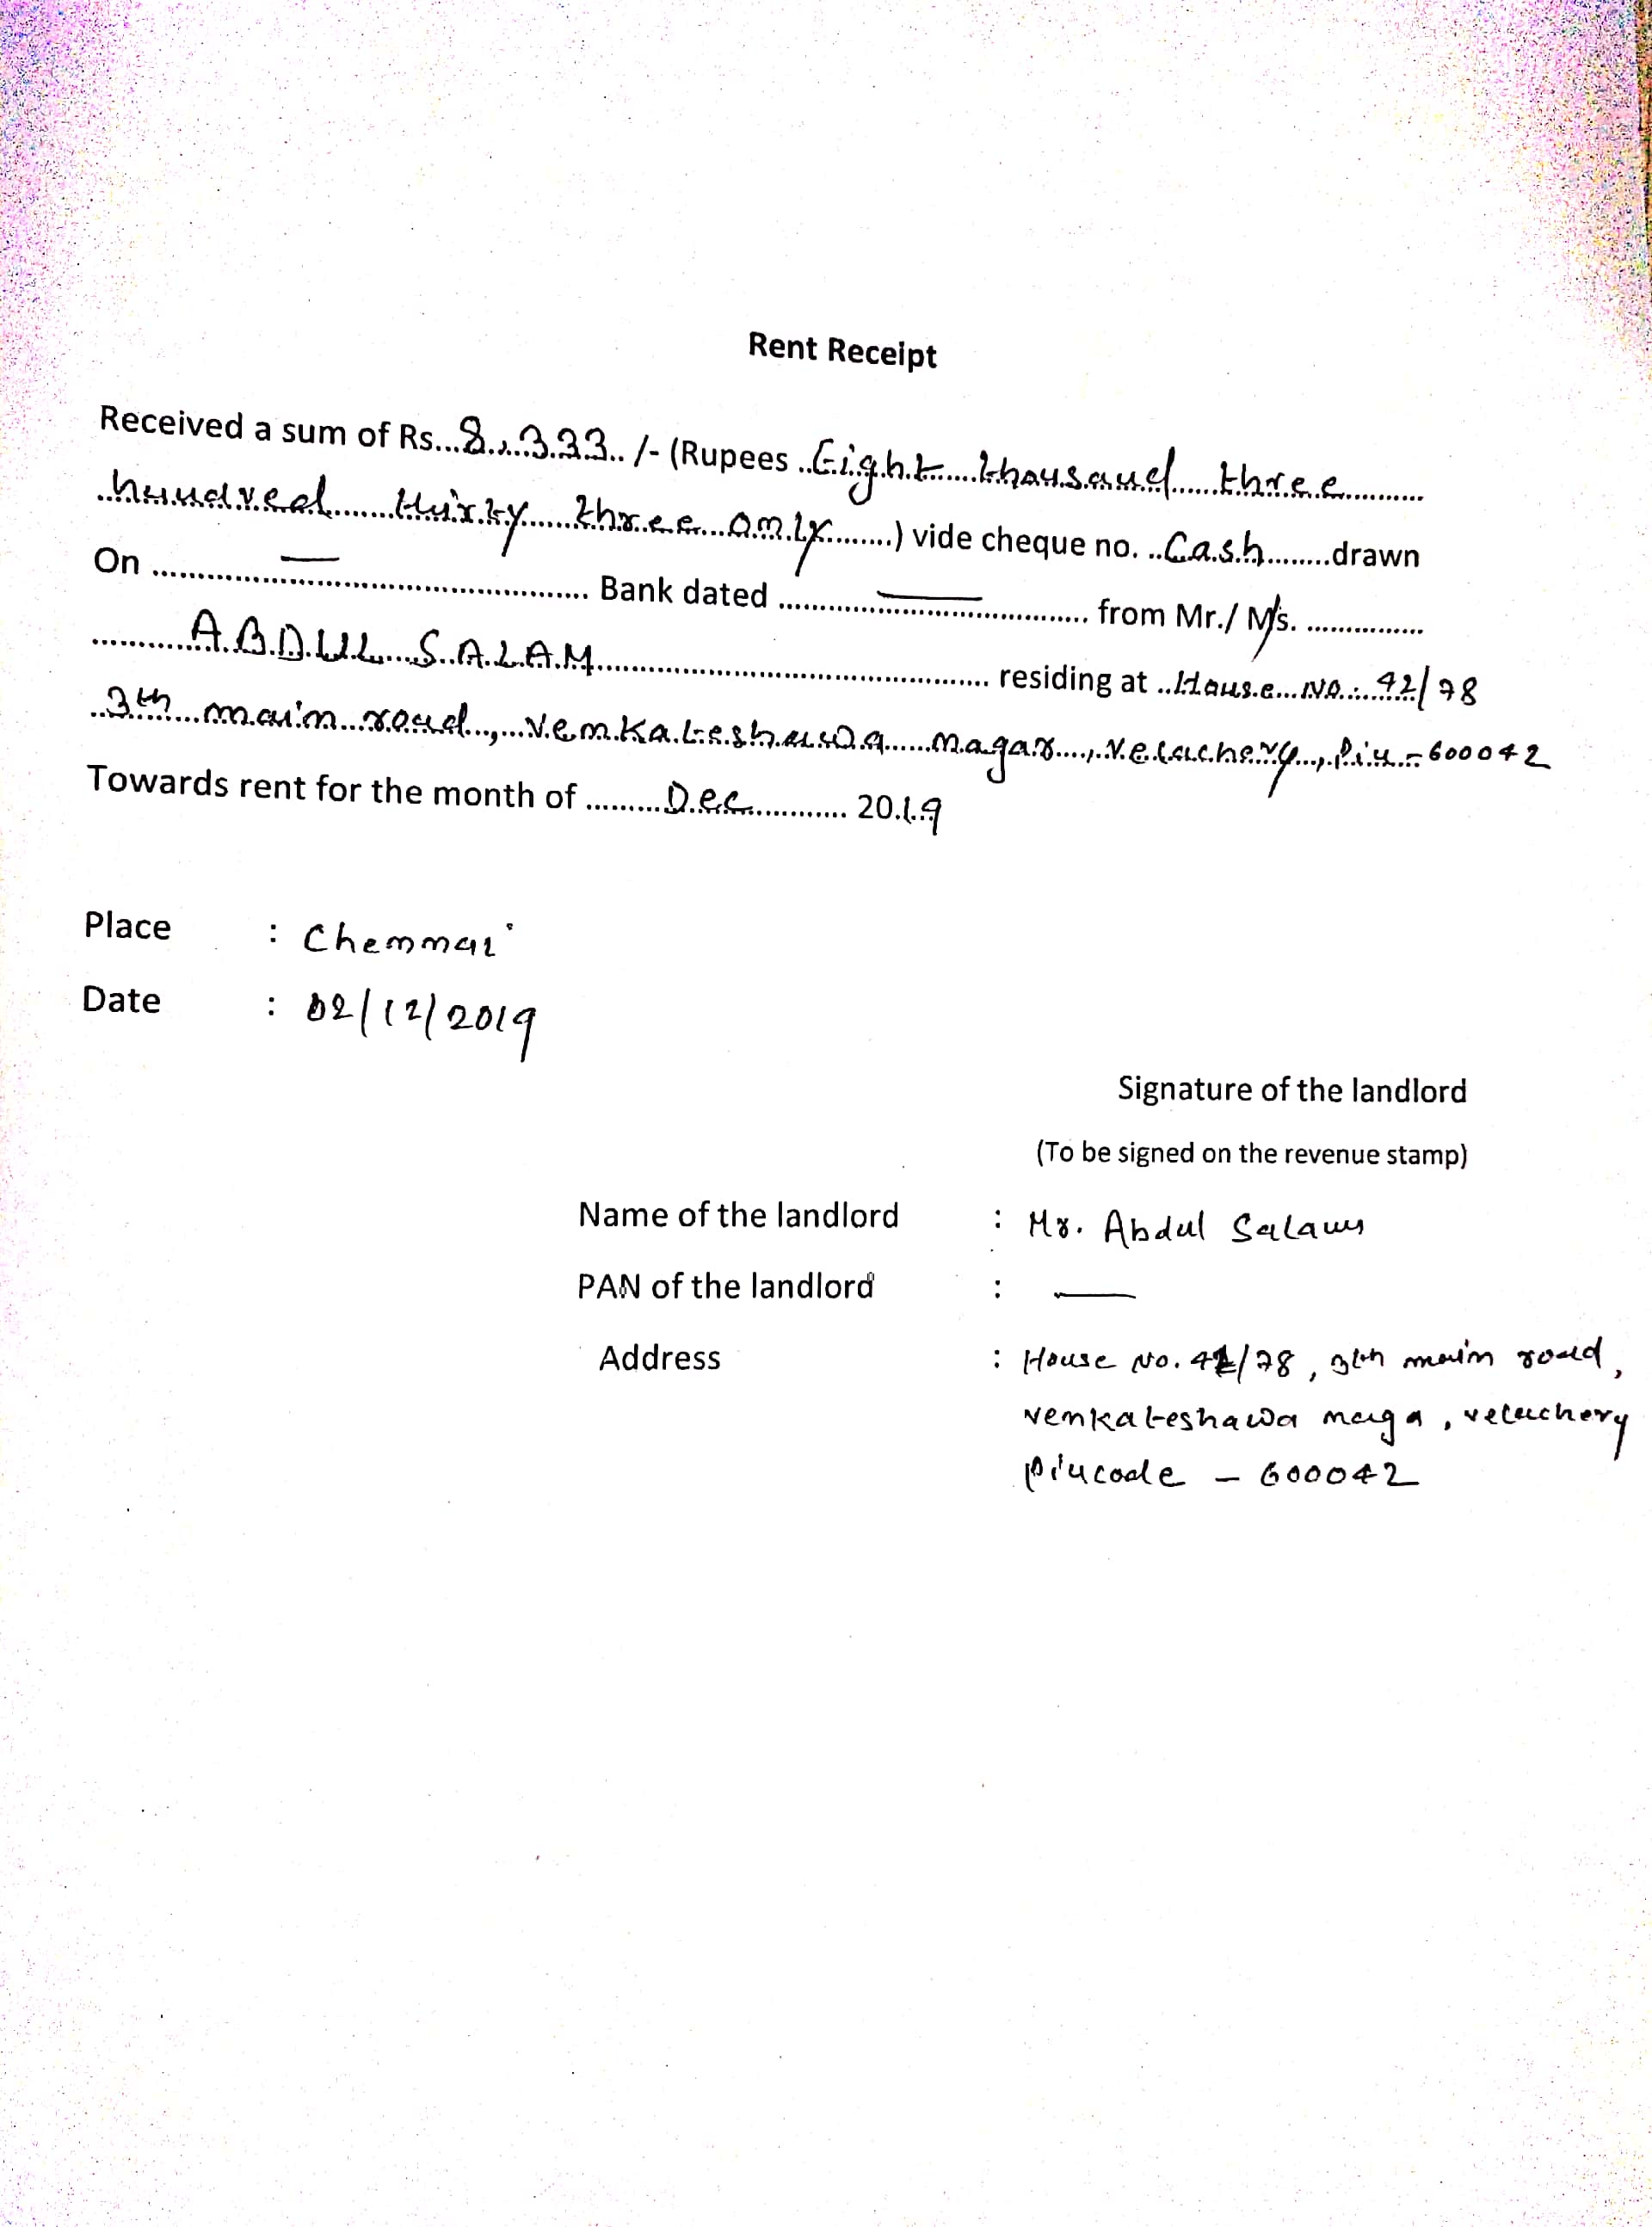 Rent Receipt
Received a sum of Rs...8,333../- (Rupees ..Eight....thousand....three..........
..hundred.......thirty.....three...only........) vide cheque no. ..Cash........drawn
On .......—....... Bank dated .......—....... from Mr./ M/s. ...............
...........ABDUL....SALAM....................................... residing at ..House...No.:..42/78
..3th...main...road..,...Venkateshawa.....nagar....,.Velachery...,.Pin.-600042
Towards rent for the month of .........Dec............ 2019
Place : Chennai
Date : 02/12/2019
Signature of the landlord
(To be signed on the revenue stamp)
Name of the landlord : Mr. Abdul Salam
PAN of the landlord : —
Address : House No. 42/78, 3th main road,
Venkateshawa naga, velachery
Pincode – 600042